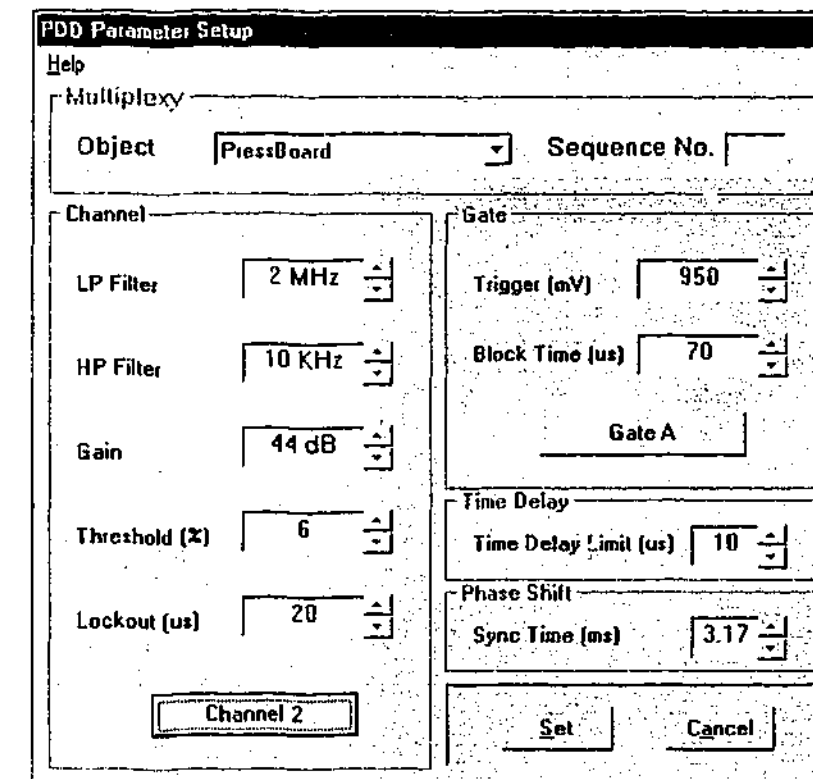 PDD Parameter Setup
Help
Multiplexy
Object PressBoard Sequence No.
Channel
LP Filter 2 MHz
HP Filter 10 KHz
Gain 44 dB
Threshold (%) 6
Lockout (us) 20
Channel 2
Gate
Trigger (mV) 950
Block Time (us) 70
Gate A
Time Delay
Time Delay Limit (us) 10
Phase Shift
Sync Time (ms) 3.17
Set Cancel